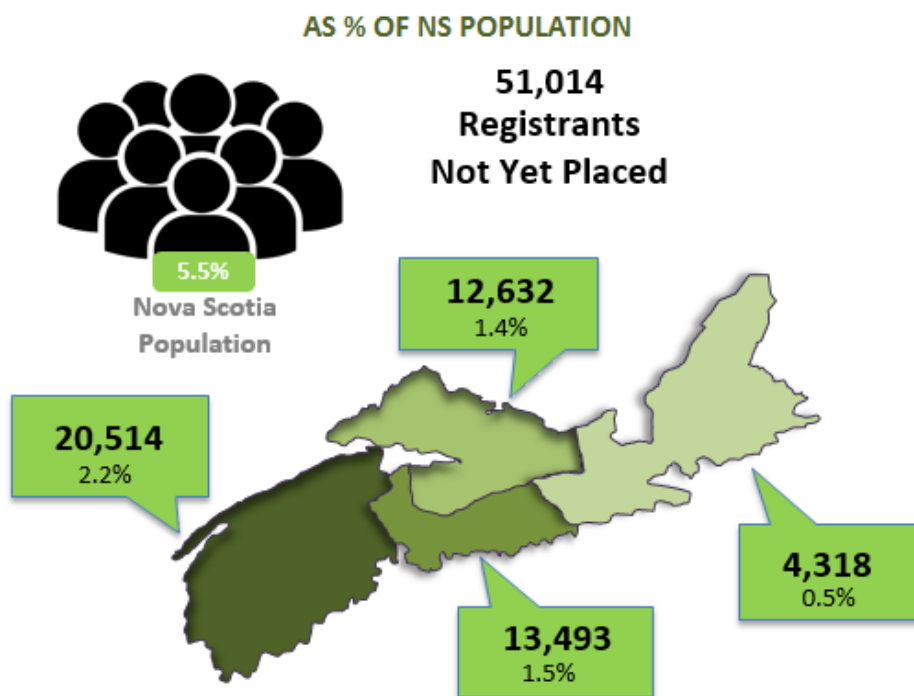 AS % OF NS POPULATION
51,014
Registrants
Not Yet Placed
5.5%
Nova Scotia
Population
12,632
1.4%
20,514
2.2%
4,318
0.5%
13,493
1.5%